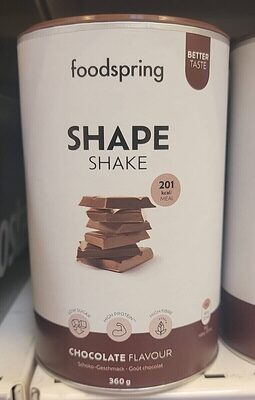 BETTER
TASTE
foodspring
SHAPE
SHAKE
201
kcal
MEAL
LOW SUGAR
HIGH PROTEIN
HIGH FIBRE
CHOCOLATE FLAVOUR
Schoko-Geschmack · Goût chocolat
360 g